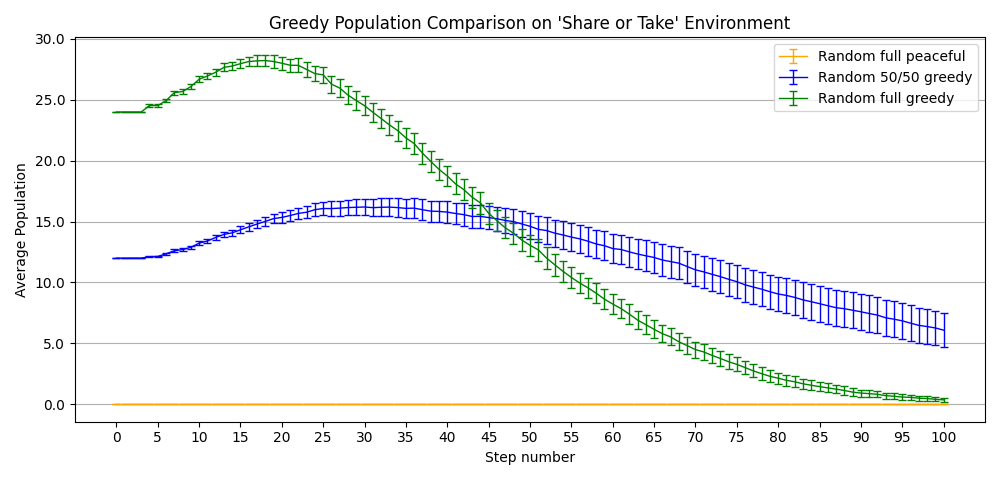 Greedy Population Comparison on 'Share or Take' Environment
Average Population
30.0
25.0
20.0
15.0
10.0
5.0
0.0
Random full peaceful
Random 50/50 greedy
Random full greedy
0 5 10 15 20 25 30 35 40 45 50 55 60 65 70 75 80 85 90 95 100
Step number